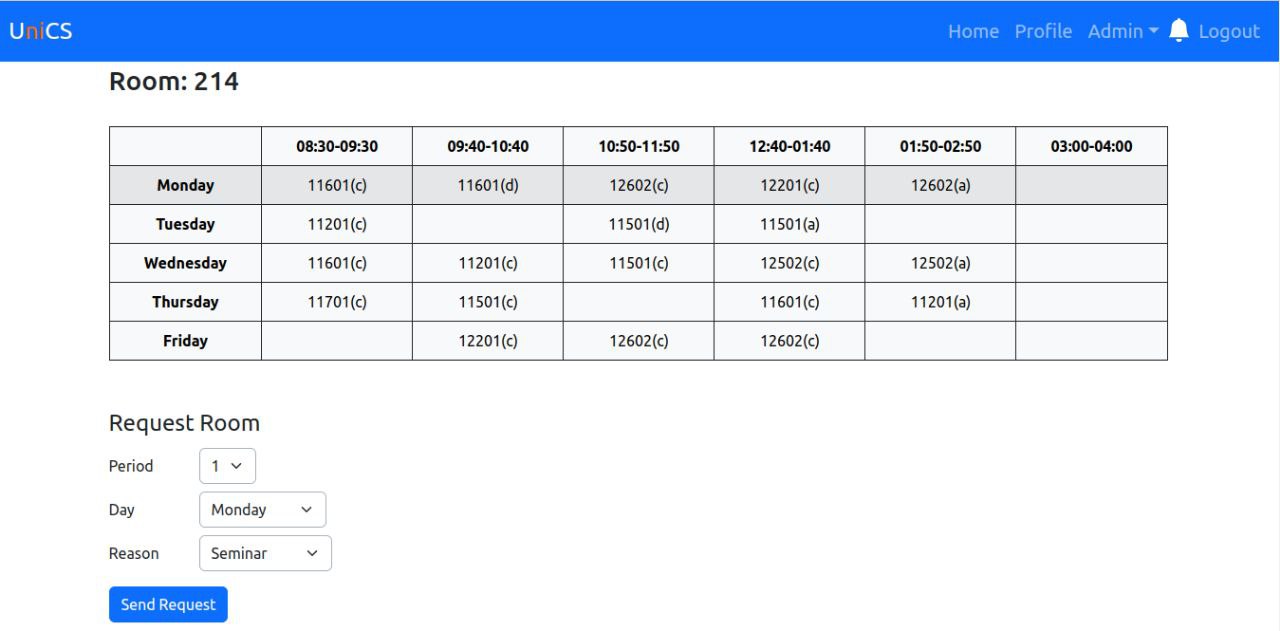 UniCS Home Profile Admin Logout
Room: 214
08:30-09:30 09:40-10:40 10:50-11:50 12:40-01:40 01:50-02:50 03:00-04:00
Monday 11601(c) 11601(d) 12602(c) 12201(c) 12602(a)
Tuesday 11201(c) 11501(d) 11501(a)
Wednesday 11601(c) 11201(c) 11501(c) 12502(c) 12502(a)
Thursday 11701(c) 11501(c) 11601(c) 11201(a)
Friday 12201(c) 12602(c) 12602(c)
Request Room
Period 1
Day Monday
Reason Seminar
Send Request